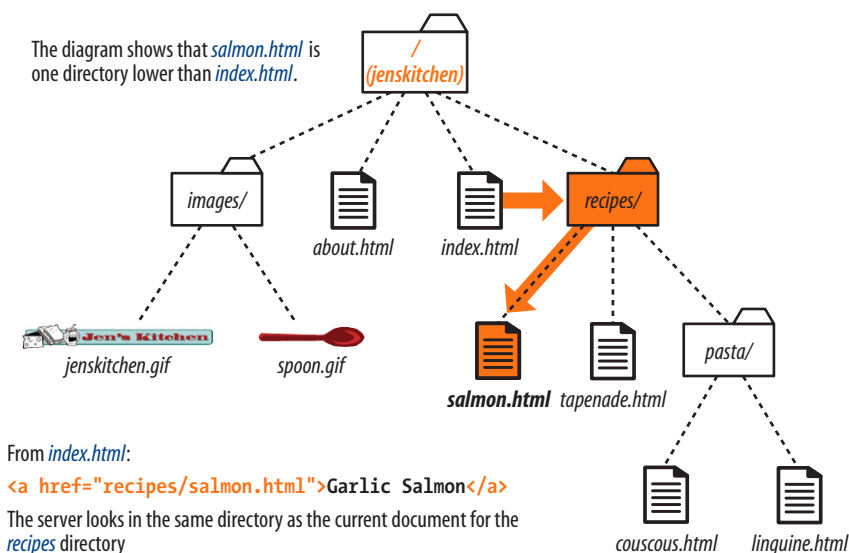 The diagram shows that salmon.html is
one directory lower than index.html.
/
(jenskitchen)
images/
about.html
index.html
recipes/
Jen's Kitchen
jenskitchen.gif
spoon.gif
salmon.html
tapenade.html
pasta/
From index.html:
<a href="recipes/salmon.html">Garlic Salmon</a>
The server looks in the same directory as the current document for the
recipes directory
couscous.html
linguine.html